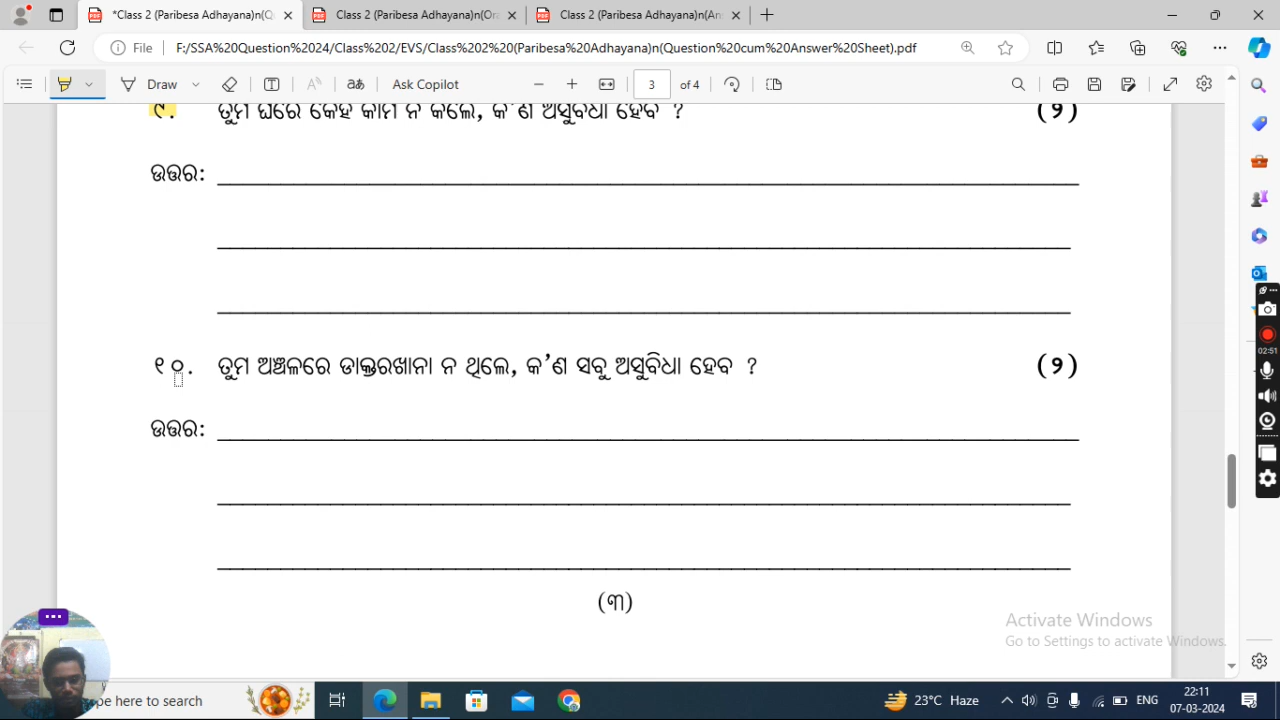 *Class 2 (Paribesa Adhayana)n(Q
Class 2 (Paribesa Adhayana)n(Ora
Class 2 (Paribesa Adhayana)n(An
File
F:/SSA%20Question%2024/Class%202/EVS/Class%202%20(Paribesa%20Adhayana)n(Question%20cum%20Answer%20Sheet).pdf
Draw
Ask Copilot
3 of 4
୯. ତୁମ ଘରେ କେହି କାମ ନ କଲେ, କ'ଣ ଅସୁବିଧା ହେବ ? (୨)
ଉତ୍ତର:
୧୦. ତୁମ ଅଞ୍ଚଳରେ ଡାକ୍ତରଖାନା ନ ଥିଲେ, କ'ଣ ସବୁ ଅସୁବିଧା ହେବ ? (୨)
ଉତ୍ତର:
(୩)
02:51
Activate Windows
Go to Settings to activate Windows.
pe here to search
23°C Haze
ENG
22:11
07-03-2024